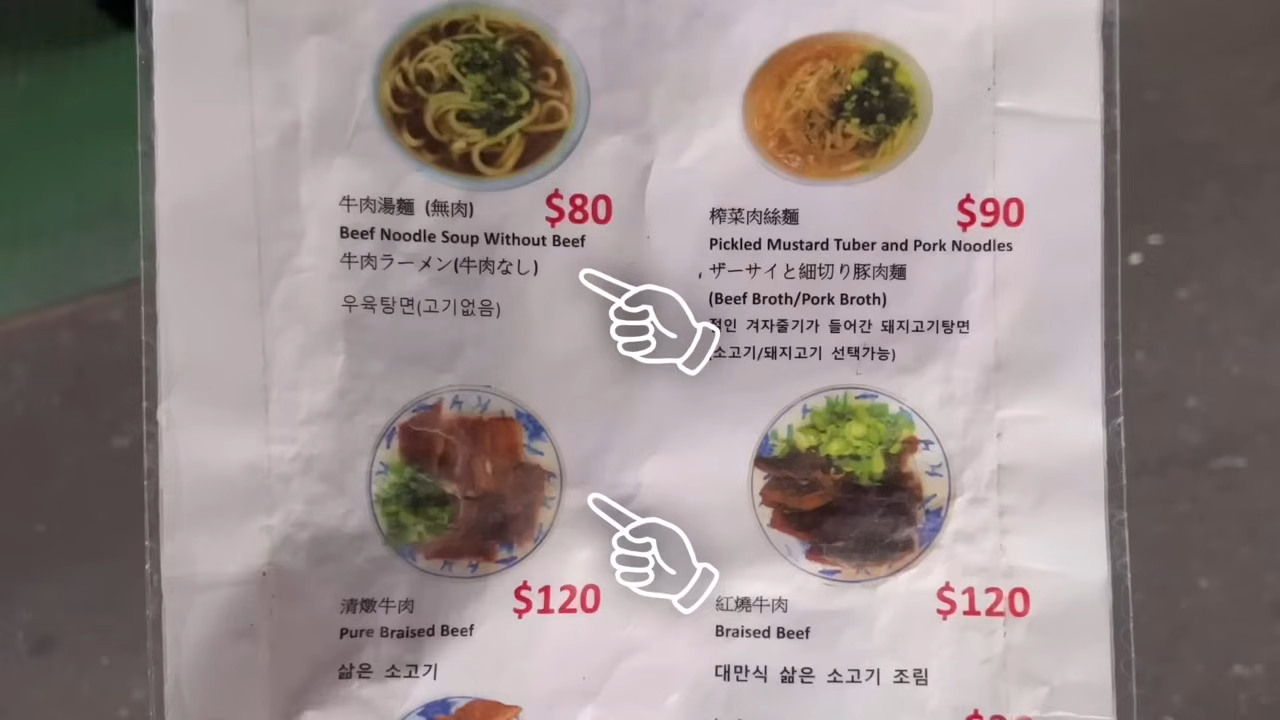 牛肉湯麵 (無肉)
$80
Beef Noodle Soup Without Beef
牛肉ラーメン(牛肉なし)
우육탕면(고기없음)
榨菜肉絲麵
$90
Pickled Mustard Tuber and Pork Noodles
ザーサイと細切り豚肉麵
(Beef Broth/Pork Broth)
겨자줄기가 들어간 돼지고기탕면
소고기/돼지고기 선택가능)
清燉牛肉
$120
Pure Braised Beef
삶은 소고기
紅燒牛肉
$120
Braised Beef
대만식 삶은 소고기 조림